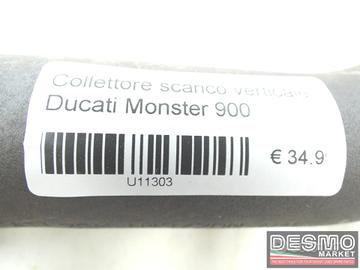 Collettore scarico verticale
Ducati Monster 900
€ 34.9
U11303
DESMO
MARKET